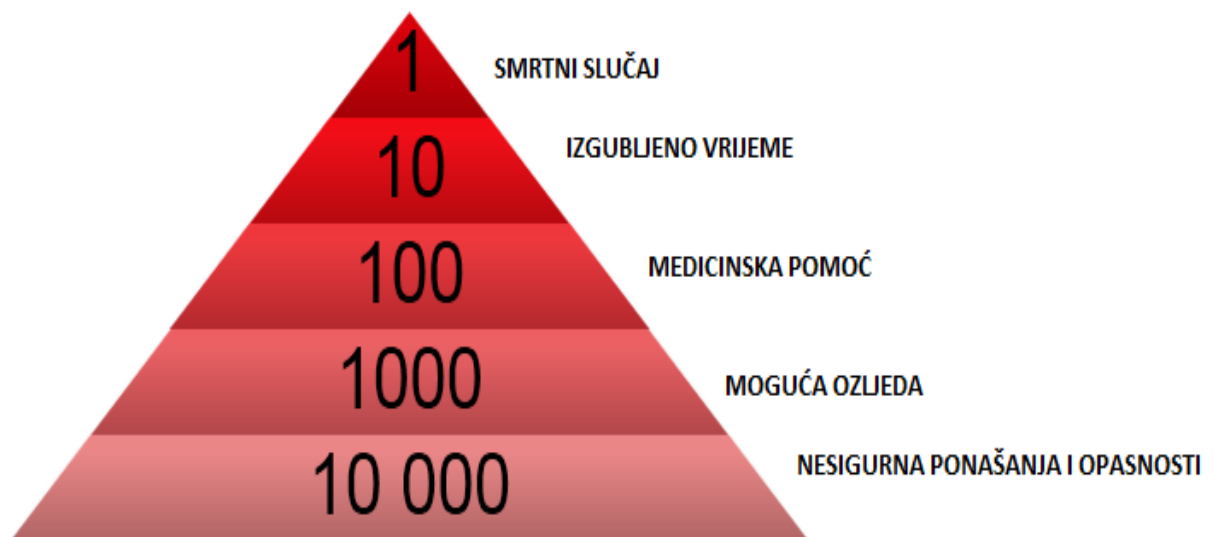 1
SMRTNI SLUČAJ
10
IZGUBLJENO VRIJEME
100
MEDICINSKA POMOĆ
1000
MOGUĆA OZLJEDA
10 000
NESIGURNA PONAŠANJA I OPASNOSTI